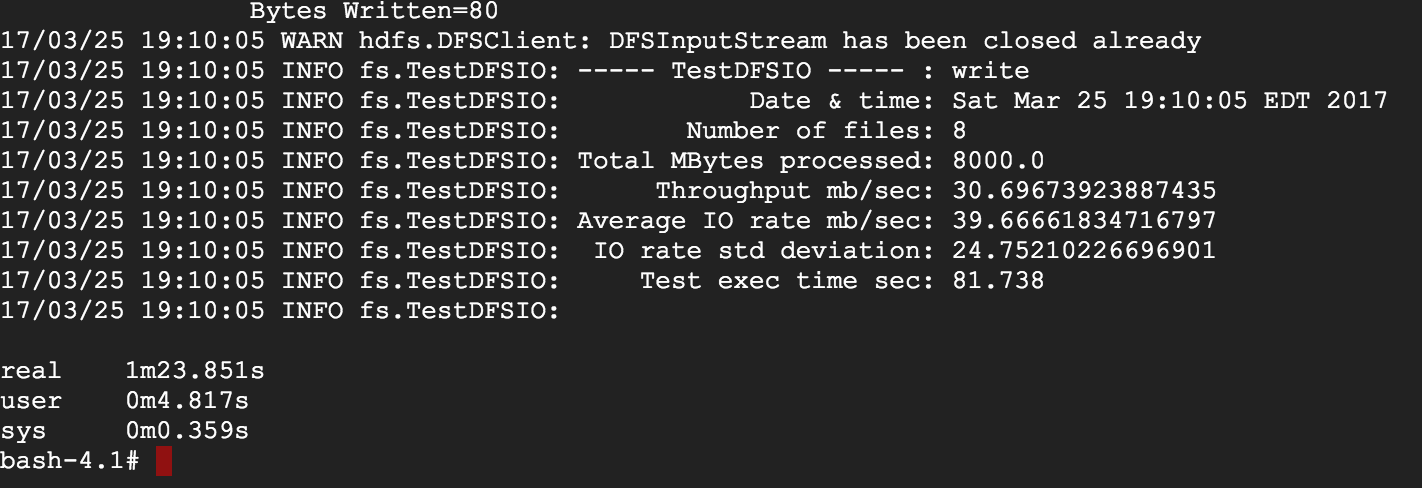 Bytes Written=80
17/03/25 19:10:05 WARN hdfs.DFSClient: DFSInputStream has been closed already
17/03/25 19:10:05 INFO fs.TestDFSIO: ----- TestDFSIO ----- : write
17/03/25 19:10:05 INFO fs.TestDFSIO:            Date & time: Sat Mar 25 19:10:05 EDT 2017
17/03/25 19:10:05 INFO fs.TestDFSIO:        Number of files: 8
17/03/25 19:10:05 INFO fs.TestDFSIO: Total MBytes processed: 8000.0
17/03/25 19:10:05 INFO fs.TestDFSIO:      Throughput mb/sec: 30.69673923887435
17/03/25 19:10:05 INFO fs.TestDFSIO: Average IO rate mb/sec: 39.66661834716797
17/03/25 19:10:05 INFO fs.TestDFSIO:  IO rate std deviation: 24.75210226696901
17/03/25 19:10:05 INFO fs.TestDFSIO:     Test exec time sec: 81.738
17/03/25 19:10:05 INFO fs.TestDFSIO:
real    1m23.851s
user    0m4.817s
sys     0m0.359s
bash-4.1#